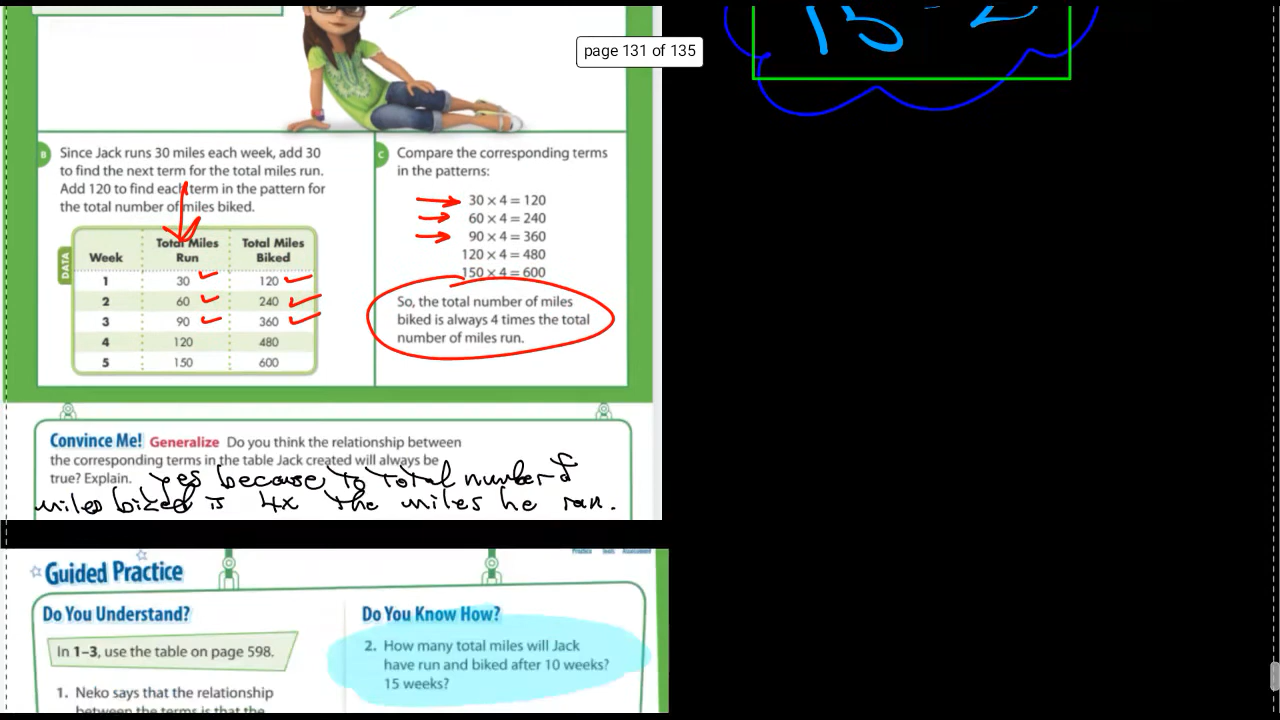 page 131 of 135
B
Since Jack runs 30 miles each week, add 30
to find the next term for the total miles run.
Add 120 to find each term in the pattern for
the total number of miles biked.
DATA
Week Total Miles Run Total Miles Biked
1 30 120
2 60 240
3 90 360
4 120 480
5 150 600
C
Compare the corresponding terms
in the patterns:
30 × 4 = 120
60 × 4 = 240
90 × 4 = 360
120 × 4 = 480
150 × 4 = 600
So, the total number of miles
biked is always 4 times the total
number of miles run.
Convince Me! Generalize Do you think the relationship between
the corresponding terms in the table Jack created will always be
true? Explain. yes because to total number of
miles biked is 4x the miles he ran.
Guided Practice
Do You Understand?
In 1–3, use the table on page 598.
1. Neko says that the relationship
between the terms is that the
Do You Know How?
2. How many total miles will Jack
have run and biked after 10 weeks?
15 weeks?